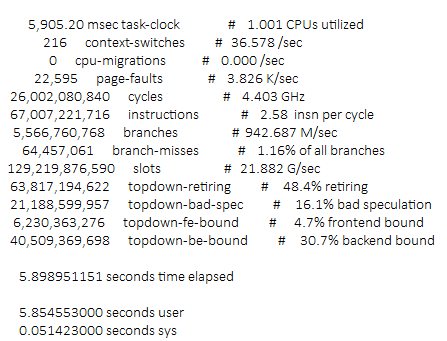 5,905.20 msec task-clock # 1.001 CPUs utilized
216 context-switches # 36.578 /sec
0 cpu-migrations # 0.000 /sec
22,595 page-faults # 3.826 K/sec
26,002,080,840 cycles # 4.403 GHz
67,007,221,716 instructions # 2.58 insn per cycle
5,566,760,768 branches # 942.687 M/sec
64,457,061 branch-misses # 1.16% of all branches
129,219,876,590 slots # 21.882 G/sec
63,817,194,622 topdown-retiring # 48.4% retiring
21,188,599,957 topdown-bad-spec # 16.1% bad speculation
6,230,363,276 topdown-fe-bound # 4.7% frontend bound
40,509,369,698 topdown-be-bound # 30.7% backend bound
5.898951151 seconds time elapsed
5.854553000 seconds user
0.051423000 seconds sys